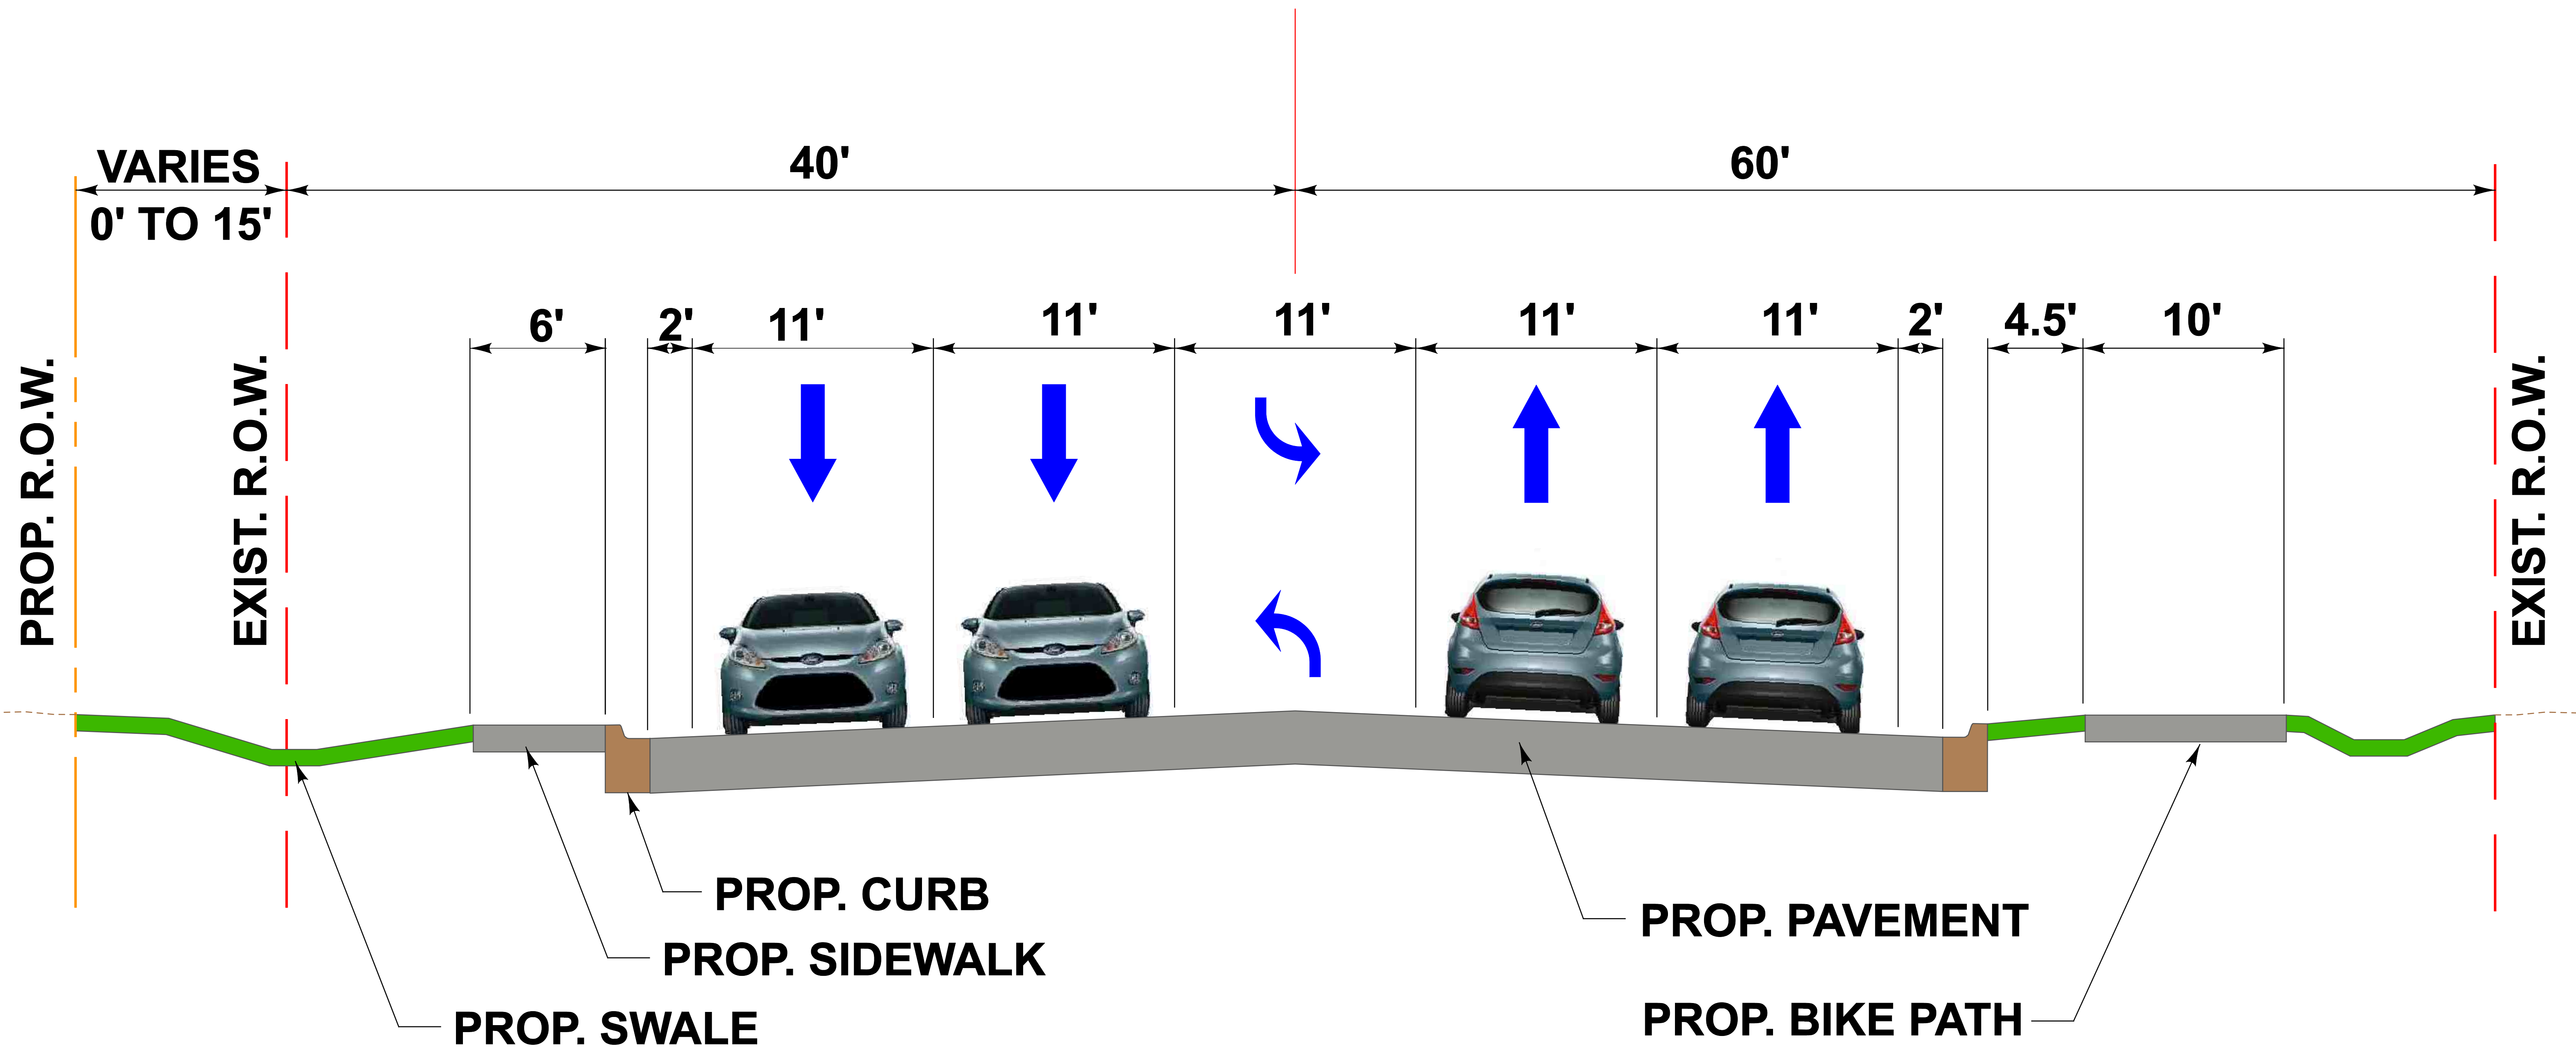 VARIES
0' TO 15'
40'
60'
6'
2'
11'
11'
11'
11'
11'
2'
4.5'
10'
PROP. R.O.W.
EXIST. R.O.W.
EXIST. R.O.W.
PROP. CURB
PROP. SIDEWALK
PROP. SWALE
PROP. PAVEMENT
PROP. BIKE PATH